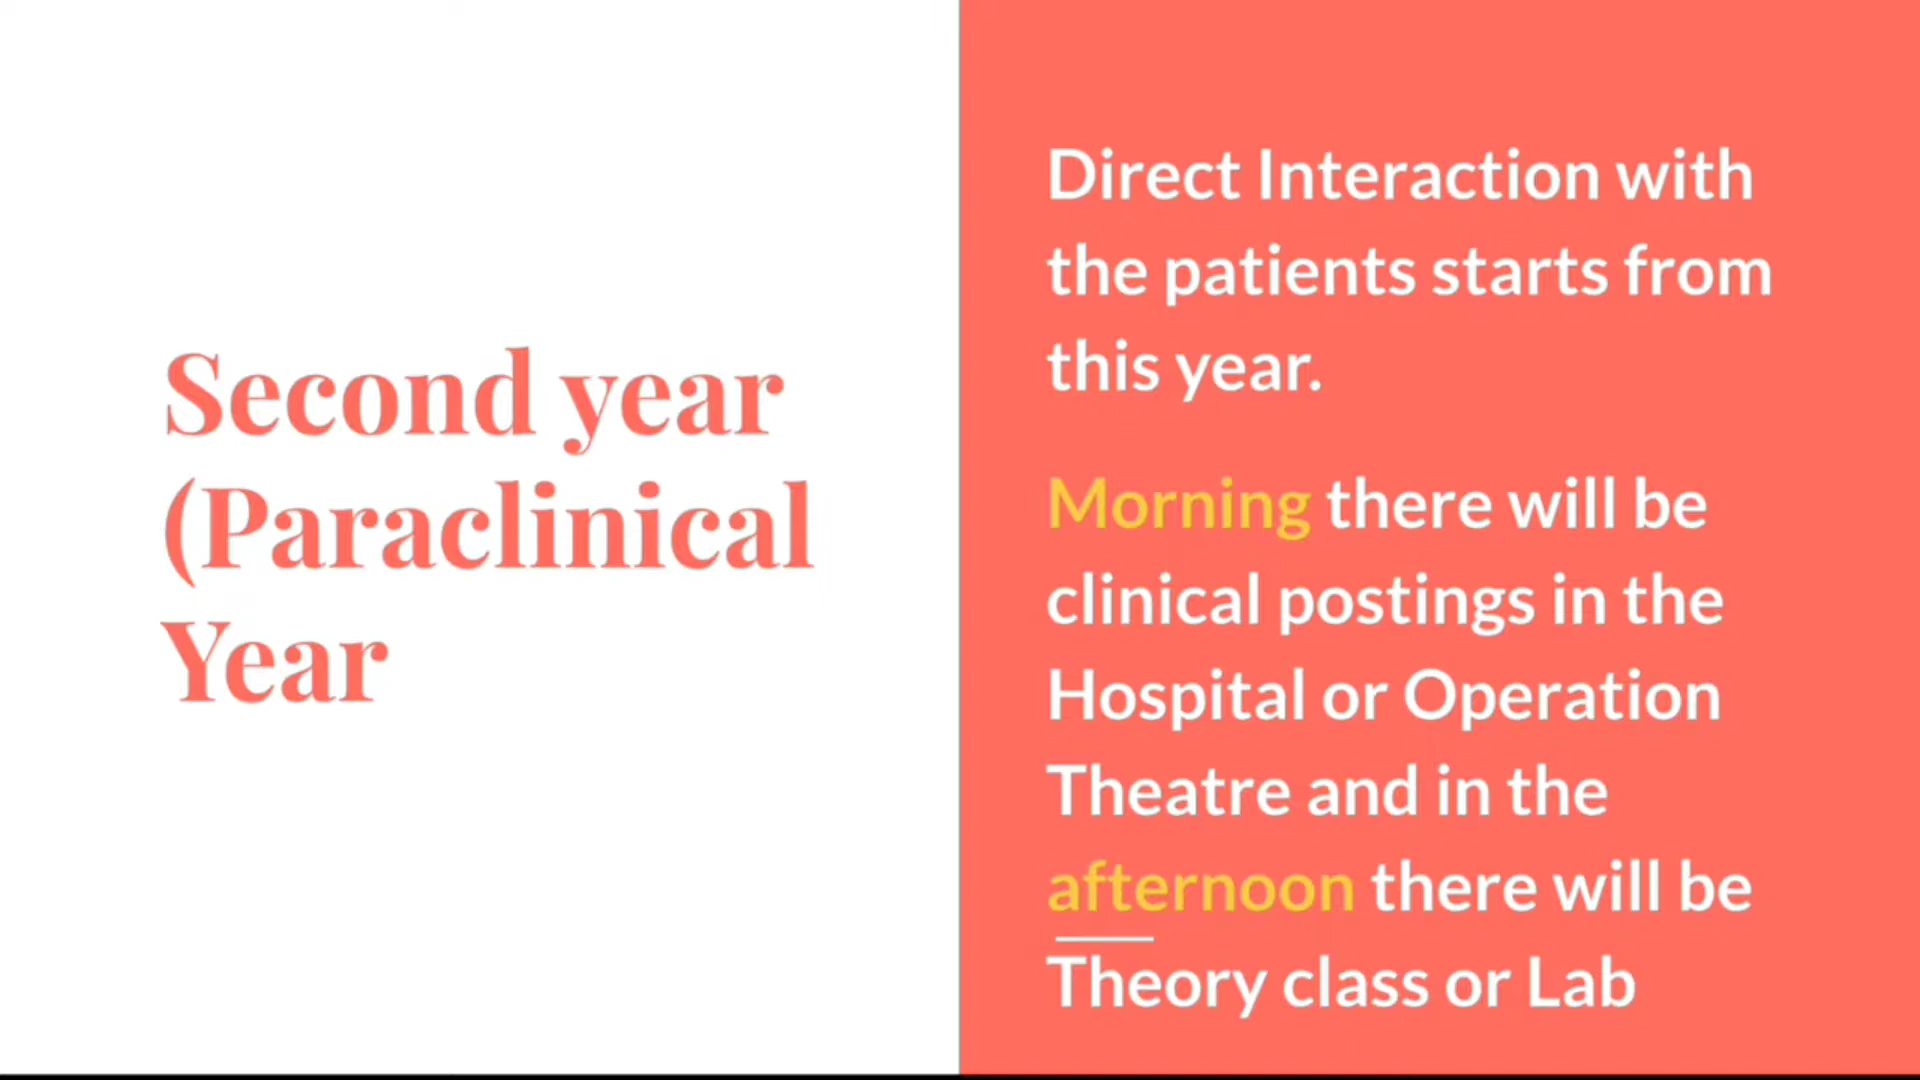 Second year
(Paraclinical
Year
Direct Interaction with
the patients starts from
this year.
Morning there will be
clinical postings in the
Hospital or Operation
Theatre and in the
afternoon there will be
Theory class or Lab